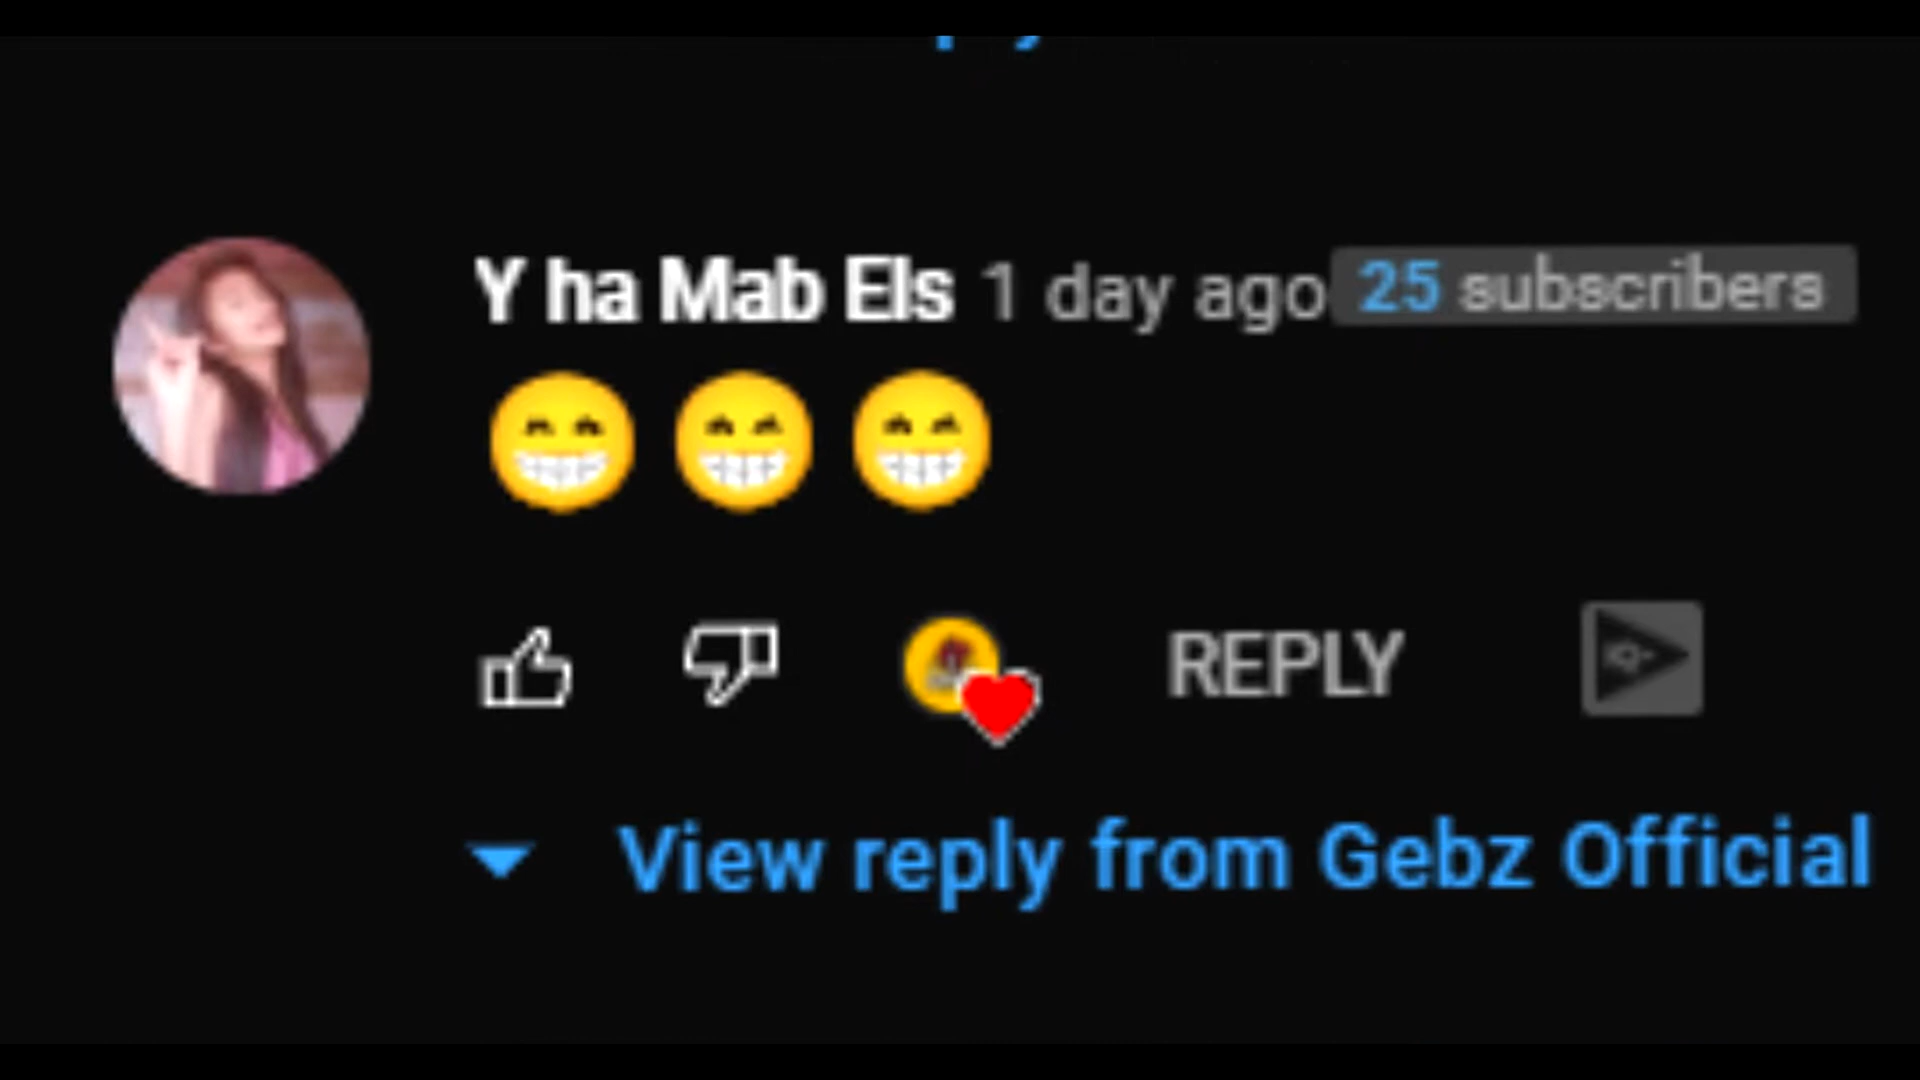 Y ha Mab Els 1 day ago 25 subscribers
😁 😁 😁
REPLY
View reply from Gebz Official